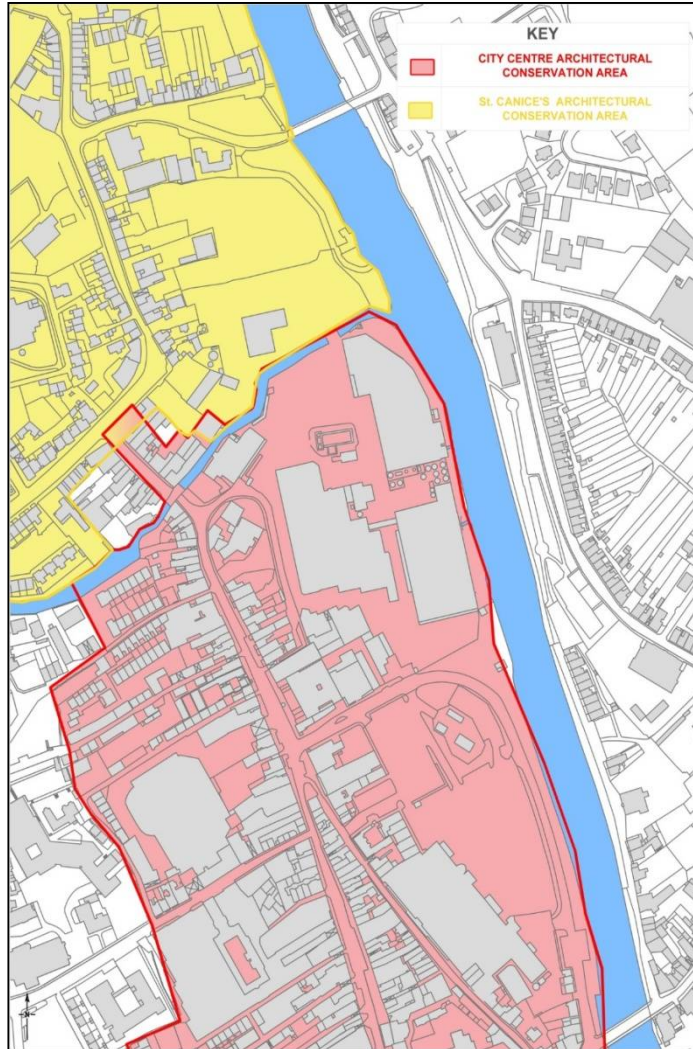 KEY
CITY CENTRE ARCHITECTURAL
CONSERVATION AREA
St. CANICE'S ARCHITECTURAL
CONSERVATION AREA
N